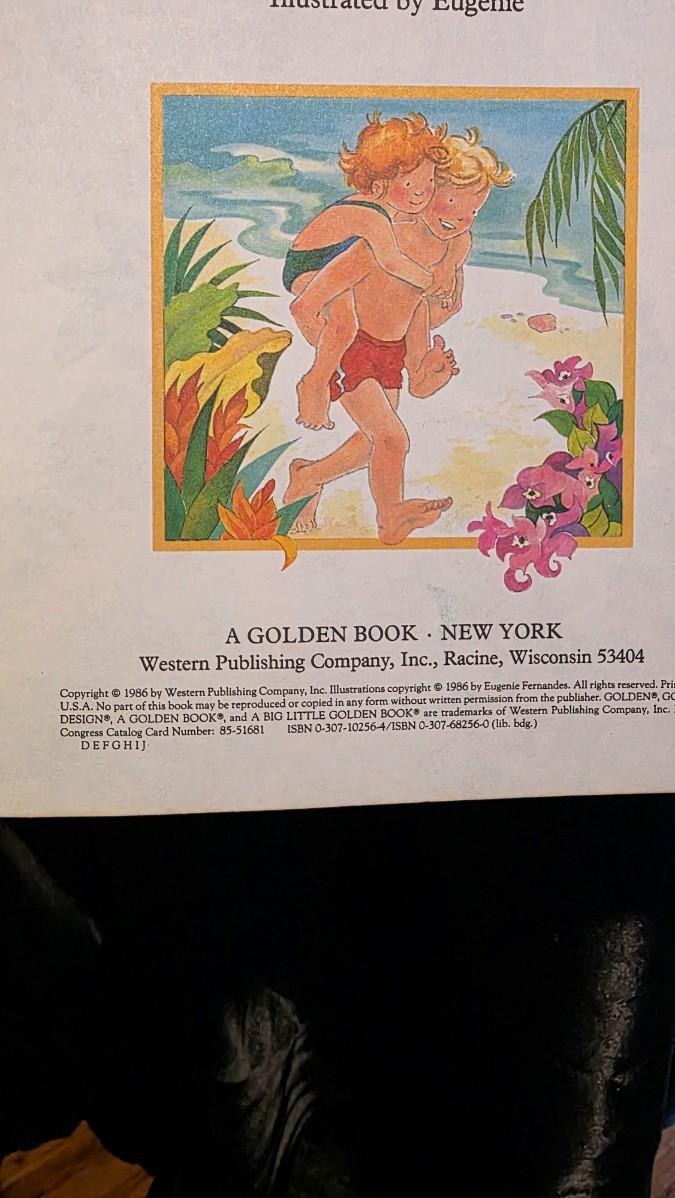 Illustrated by Eugenie
A GOLDEN BOOK · NEW YORK
Western Publishing Company, Inc., Racine, Wisconsin 53404
Copyright © 1986 by Western Publishing Company, Inc. Illustrations copyright © 1986 by Eugenie Fernandes. All rights reserved.
U.S.A. No part of this book may be reproduced or copied in any form without written permission from the publisher. GOLDEN®,
DESIGN®, A GOLDEN BOOK®, and A BIG LITTLE GOLDEN BOOK® are trademarks of Western Publishing Company, Inc.
Congress Catalog Card Number: 85-51681 ISBN 0-307-10256-4/ISBN 0-307-68256-0 (lib. bdg.)
D E F G H I J